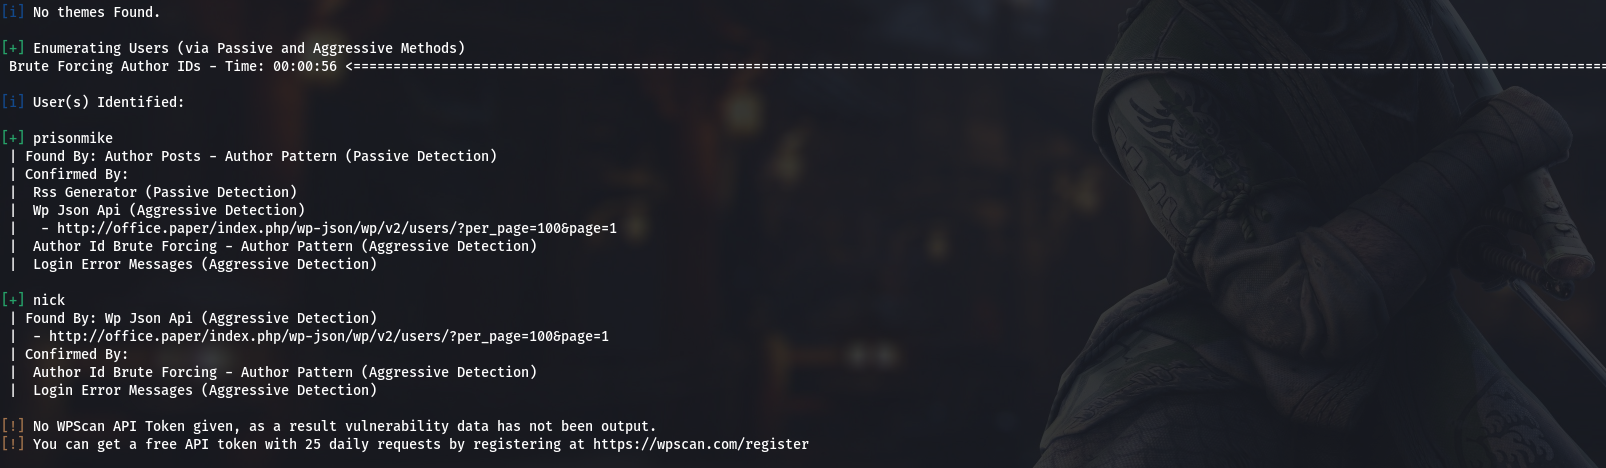 [i] No themes Found.
[+] Enumerating Users (via Passive and Aggressive Methods)
 Brute Forcing Author IDs - Time: 00:00:56 <==============================================================================================================================================================
[i] User(s) Identified:
[+] prisonmike
 | Found By: Author Posts - Author Pattern (Passive Detection)
 | Confirmed By:
 |  Rss Generator (Passive Detection)
 |  Wp Json Api (Aggressive Detection)
 |   - http://office.paper/index.php/wp-json/wp/v2/users/?per_page=100&page=1
 |  Author Id Brute Forcing - Author Pattern (Aggressive Detection)
 |  Login Error Messages (Aggressive Detection)
[+] nick
 | Found By: Wp Json Api (Aggressive Detection)
 |  - http://office.paper/index.php/wp-json/wp/v2/users/?per_page=100&page=1
 | Confirmed By:
 |  Author Id Brute Forcing - Author Pattern (Aggressive Detection)
 |  Login Error Messages (Aggressive Detection)
[!] No WPScan API Token given, as a result vulnerability data has not been output.
[!] You can get a free API token with 25 daily requests by registering at https://wpscan.com/register